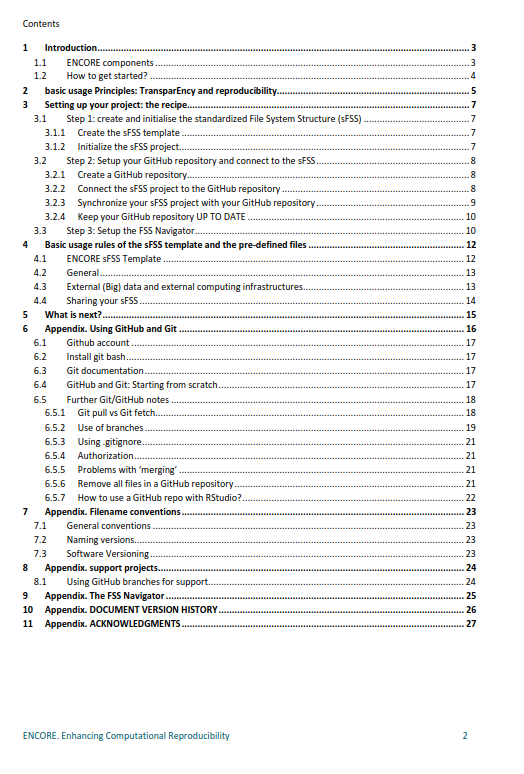 Contents
1 Introduction 3
1.1 ENCORE components 3
1.2 How to get started? 4
2 basic usage Principles: TransparEncy and reproducibility 5
3 Setting up your project: the recipe 7
3.1 Step 1: create and initialise the standardized File System Structure (sFSS) 7
3.1.1 Create the sFSS template 7
3.1.2 Initialize the sFSS project 7
3.2 Step 2: Setup your GitHub repository and connect to the sFSS 8
3.2.1 Create a GitHub repository 8
3.2.2 Connect the sFSS project to the GitHub repository 8
3.2.3 Synchronize your sFSS project with your GitHub repository 9
3.2.4 Keep your GitHub repository UP TO DATE 10
3.3 Step 3: Setup the FSS Navigator 10
4 Basic usage rules of the sFSS template and the pre-defined files 12
4.1 ENCORE sFSS Template 12
4.2 General 13
4.3 External (Big) data and external computing infrastructures 13
4.4 Sharing your sFSS 14
5 What is next? 15
6 Appendix. Using GitHub and Git 16
6.1 Github account 17
6.2 Install git bash 17
6.3 Git documentation 17
6.4 GitHub and Git: Starting from scratch 17
6.5 Further Git/GitHub notes 18
6.5.1 Git pull vs Git fetch 18
6.5.2 Use of branches 19
6.5.3 Using .gitignore 21
6.5.4 Authorization 21
6.5.5 Problems with ‘merging’ 21
6.5.6 Remove all files in a GitHub repository 21
6.5.7 How to use a GitHub repo with RStudio? 22
7 Appendix. Filename conventions 23
7.1 General conventions 23
7.2 Naming versions 23
7.3 Software Versioning 23
8 Appendix. support projects 24
8.1 Using GitHub branches for support 24
9 Appendix. The FSS Navigator 25
10 Appendix. DOCUMENT VERSION HISTORY 26
11 Appendix. ACKNOWLEDGMENTS 27
ENCORE. Enhancing Computational Reproducibility 2